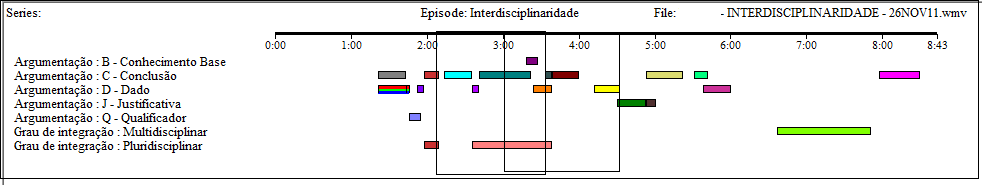 Series: Episode: Interdisciplinaridade File: - INTERDISCIPLINARIDADE - 26NOV11.wmv
0:00 1:00 2:00 3:00 4:00 5:00 6:00 7:00 8:00 8:43
Argumentação : B - Conhecimento Base
Argumentação : C - Conclusão
Argumentação : D - Dado
Argumentação : J - Justificativa
Argumentação : Q - Qualificador
Grau de integração : Multidisciplinar
Grau de integração : Pluridisciplinar